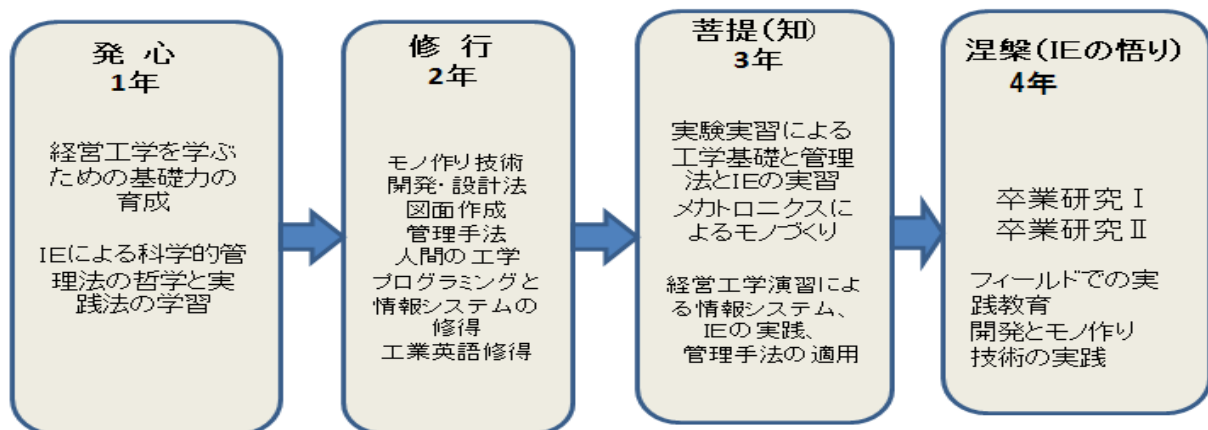 発 心
1年
経営工学を学ぶ
ための基礎力の
育成
IEによる科学的管
理法の哲学と実
践法の学習
修 行
2年
モノ作り技術
開発・設計法
図面作成
管理手法
人間の工学
プログラミングと
情報システムの
修得
工業英語修得
菩提(知)
3年
実験実習による
工学基礎と管理
法とIEの実習
メカトロニクスに
よるモノづくり
経営工学演習によ
る情報システム、
IEの実践、
管理手法の適用
涅槃(IEの悟り)
4年
卒業研究Ⅰ
卒業研究Ⅱ
フィールドでの実
践教育
開発とモノ作り
技術の実践